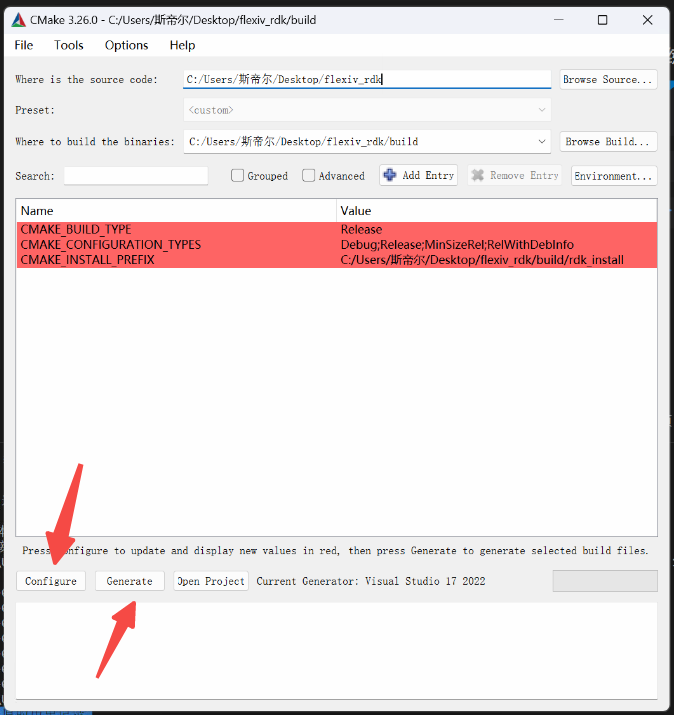 CMake 3.26.0 - C:/Users/斯帝尔/Desktop/flexiv_rdk/build
File Tools Options Help
Where is the source code: C:/Users/斯帝尔/Desktop/flexiv_rdk Browse Source...
Preset: <custom>
Where to build the binaries: C:/Users/斯帝尔/Desktop/flexiv_rdk/build Browse Build...
Search: Grouped Advanced Add Entry Remove Entry Environment...
Name Value
CMAKE_BUILD_TYPE Release
CMAKE_CONFIGURATION_TYPES Debug;Release;MinSizeRel;RelWithDebInfo
CMAKE_INSTALL_PREFIX C:/Users/斯帝尔/Desktop/flexiv_rdk/build/rdk_install
Press Configure to update and display new values in red, then press Generate to generate selected build files.
Configure Generate Open Project Current Generator: Visual Studio 17 2022